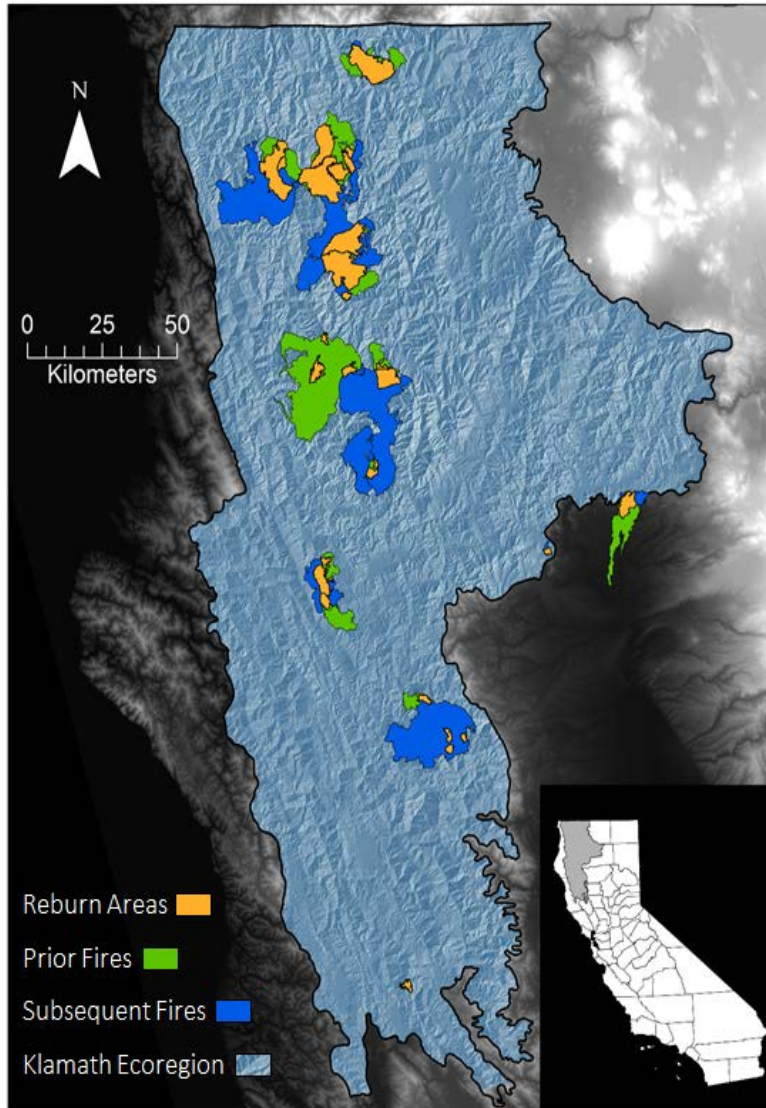 N
0 25 50
Kilometers
Reburn Areas
Prior Fires
Subsequent Fires
Klamath Ecoregion